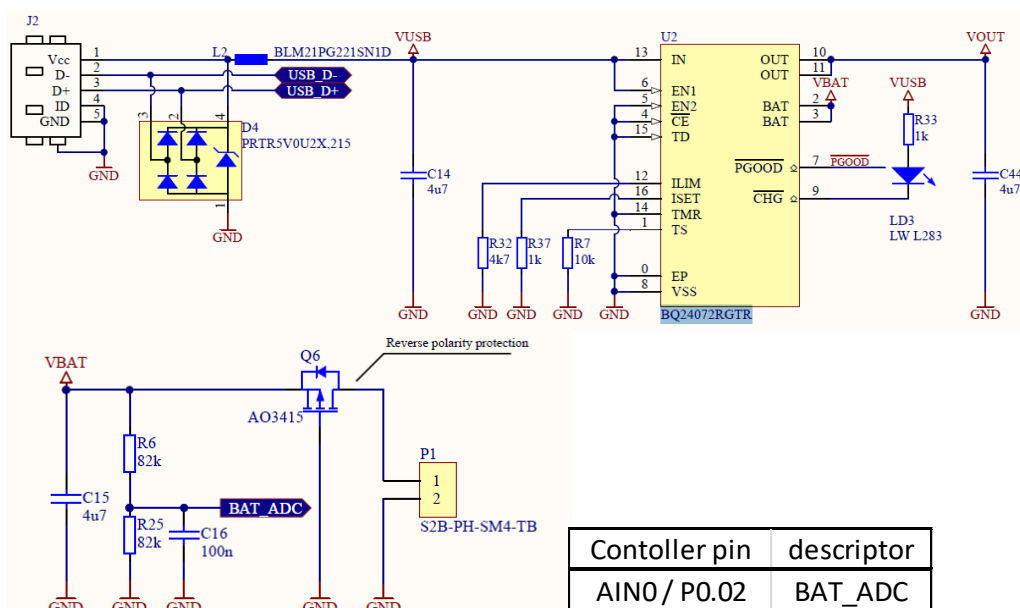 J2
Vcc
D-
D+
ID
GND
1
2
3
4
5
GND
L2
BLM21PG221SN1D
USB_D-
USB_D+
3
2
4
D4
PRTR5V0U2X,215
1
GND
VUSB
C14
4u7
GND
U2
13 IN
6 EN1
5 EN2
4 CE
15 TD
12 ILIM
16 ISET
14 TMR
1 TS
0 EP
8 VSS
OUT 10
OUT 11
BAT 2
BAT 3
PGOOD 7
CHG 9
BQ24072RGTR
R32
4k7
R37
1k
R7
10k
GND
GND
GND
GND
VBAT
PGOOD
VUSB
R33
1k
LD3
LW L283
VOUT
C44
4u7
GND
VBAT
Q6
Reverse polarity protection
AO3415
R6
82k
C15
4u7
R25
82k
BAT_ADC
C16
100n
P1
1
2
S2B-PH-SM4-TB
GND
GND
GND
GND
GND
Contoller pin descriptor
AIN0 / P0.02 BAT_ADC